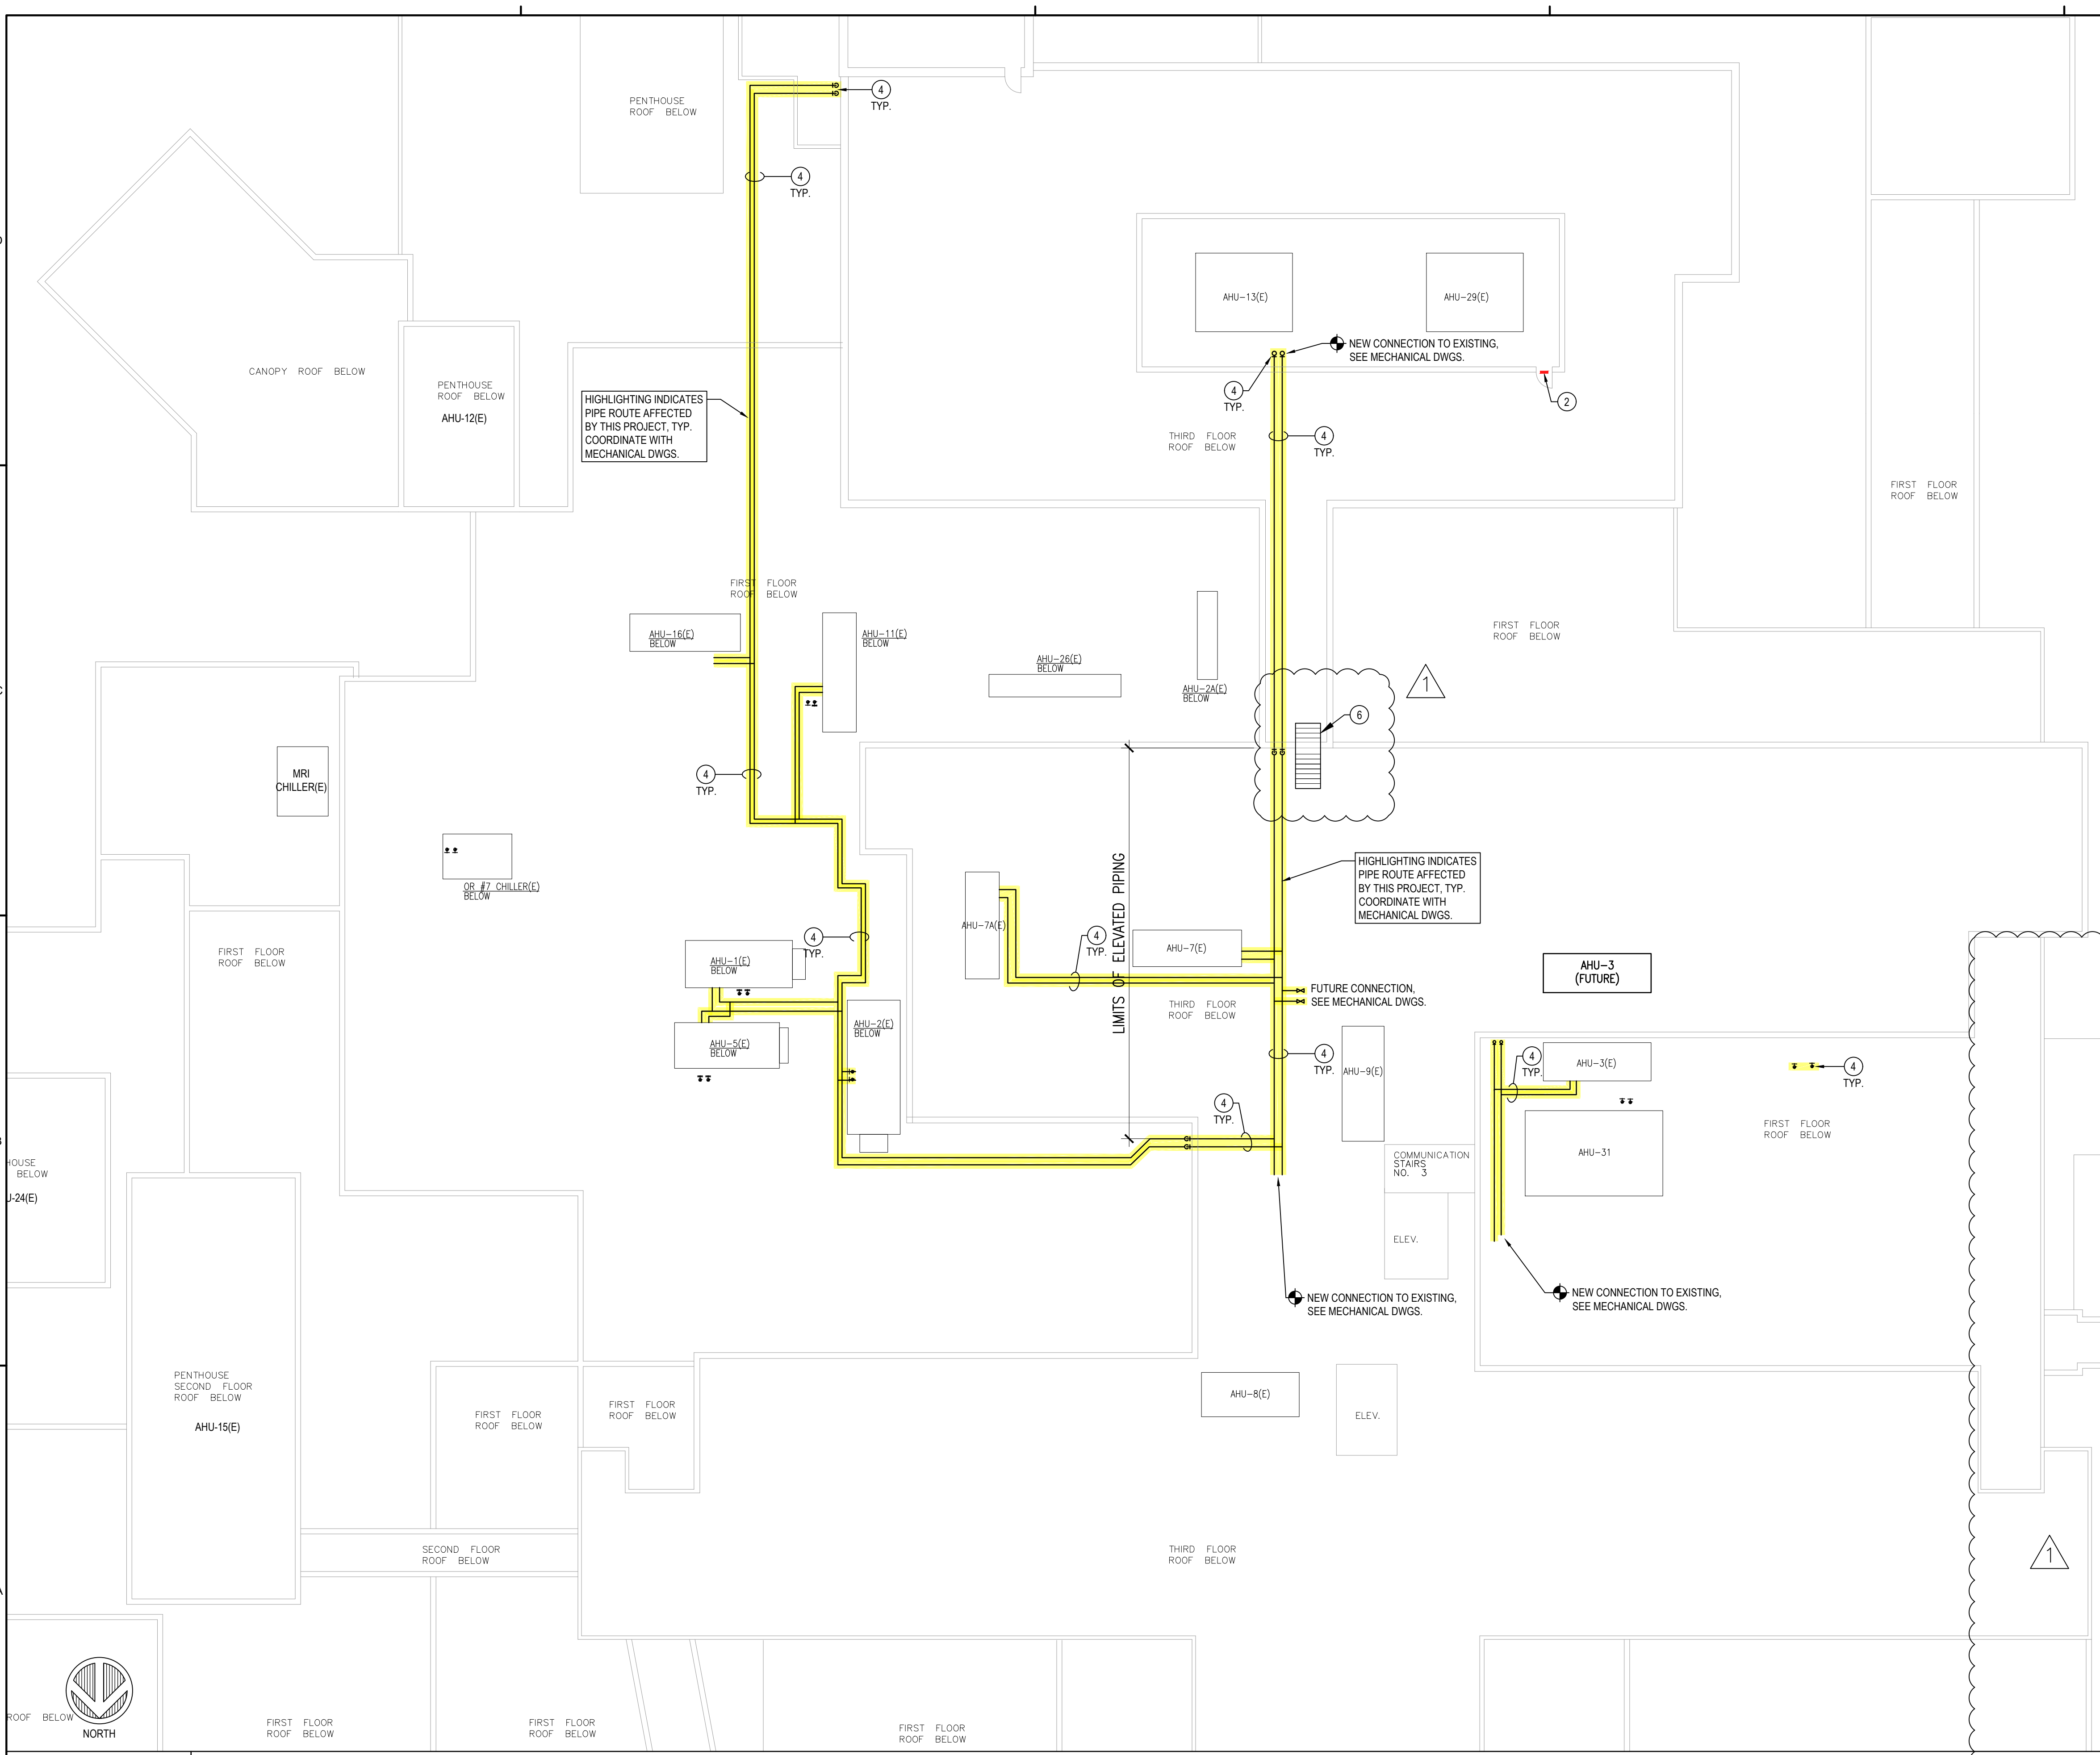 PENTHOUSE
ROOF BELOW
4
TYP.
4
TYP.
AHU-13(E)
AHU-29(E)
NEW CONNECTION TO EXISTING,
SEE MECHANICAL DWGS.
CANOPY ROOF BELOW
PENTHOUSE
ROOF BELOW
AHU-12(E)
HIGHLIGHTING INDICATES
PIPE ROUTE AFFECTED
BY THIS PROJECT, TYP.
COORDINATE WITH
MECHANICAL DWGS.
4
TYP.
2
THIRD FLOOR
ROOF BELOW
4
TYP.
FIRST FLOOR
ROOF BELOW
FIRST FLOOR
ROOF BELOW
AHU-16(E)
BELOW
AHU-11(E)
BELOW
AHU-26(E)
BELOW
AHU-2A(E)
BELOW
FIRST FLOOR
ROOF BELOW
1
6
MRI
CHILLER(E)
4
TYP.
OR #7 CHILLER(E)
BELOW
LIMITS OF ELEVATED PIPING
HIGHLIGHTING INDICATES
PIPE ROUTE AFFECTED
BY THIS PROJECT, TYP.
COORDINATE WITH
MECHANICAL DWGS.
FIRST FLOOR
ROOF BELOW
4
TYP.
AHU-1(E)
BELOW
AHU-7A(E)
4
TYP.
AHU-7(E)
AHU-3
(FUTURE)
FUTURE CONNECTION,
SEE MECHANICAL DWGS.
THIRD FLOOR
ROOF BELOW
AHU-2(E)
BELOW
AHU-5(E)
BELOW
4
TYP.
AHU-9(E)
4
TYP.
AHU-3(E)
4
TYP.
4
TYP.
FIRST FLOOR
ROOF BELOW
AHU-31
COMMUNICATION
STAIRS
NO. 3
ELEV.
HOUSE
BELOW
J-24(E)
NEW CONNECTION TO EXISTING,
SEE MECHANICAL DWGS.
NEW CONNECTION TO EXISTING,
SEE MECHANICAL DWGS.
PENTHOUSE
SECOND FLOOR
ROOF BELOW
AHU-15(E)
FIRST FLOOR
ROOF BELOW
FIRST FLOOR
ROOF BELOW
AHU-8(E)
ELEV.
SECOND FLOOR
ROOF BELOW
THIRD FLOOR
ROOF BELOW
1
ROOF BELOW
NORTH
FIRST FLOOR
ROOF BELOW
FIRST FLOOR
ROOF BELOW
FIRST FLOOR
ROOF BELOW